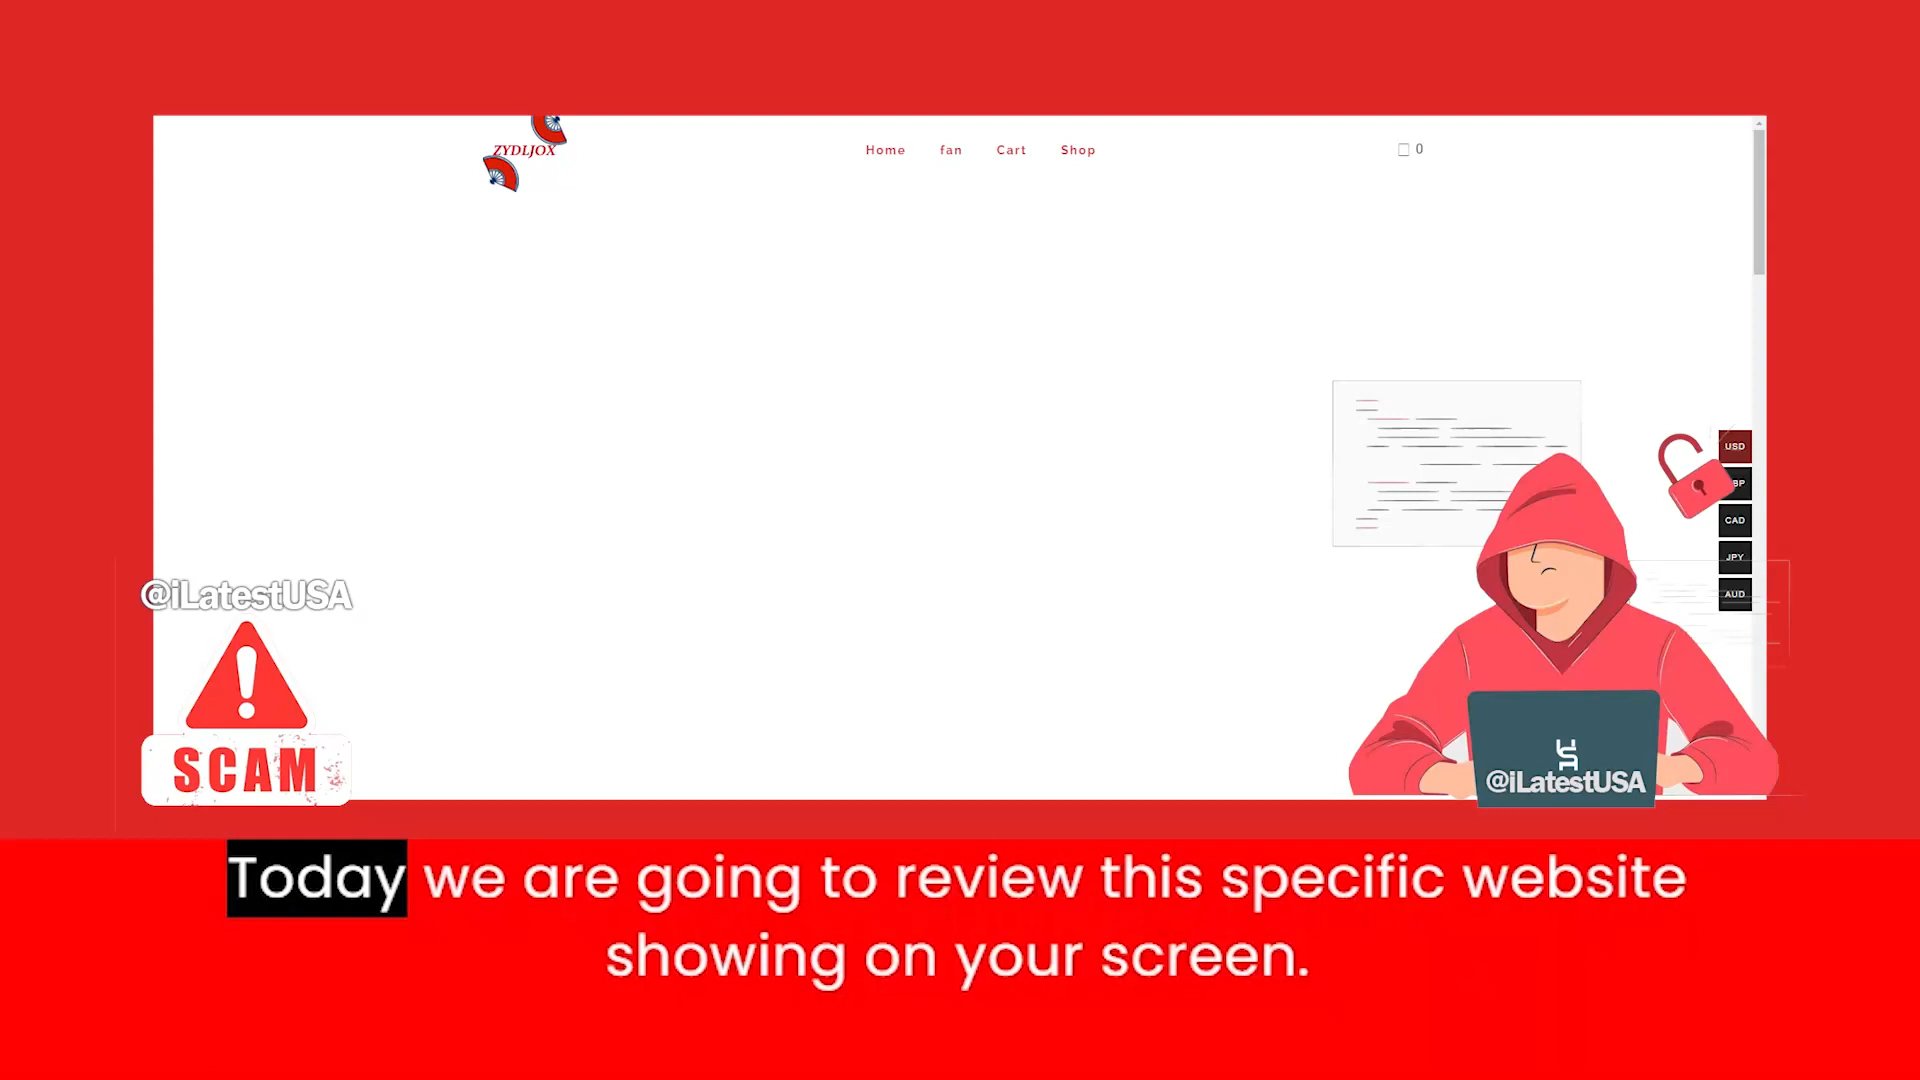 ZYDLJOX
Home fan Cart Shop
0
USD
BP
CAD
JPY
AUD
@iLatestUSA
SCAM
@iLatestUSA
Today we are going to review this specific website
showing on your screen.